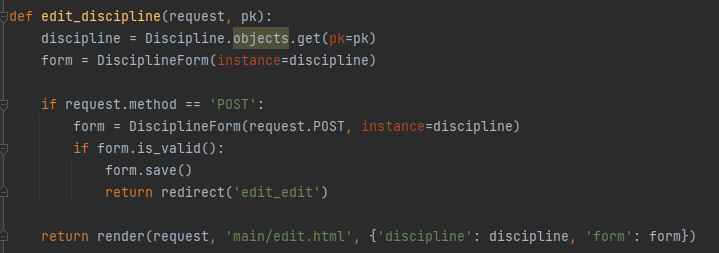 def edit_discipline(request, pk):
    discipline = Discipline.objects.get(pk=pk)
    form = DisciplineForm(instance=discipline)

    if request.method == 'POST':
        form = DisciplineForm(request.POST, instance=discipline)
        if form.is_valid():
            form.save()
            return redirect('edit_edit')

    return render(request, 'main/edit.html', {'discipline': discipline, 'form': form})